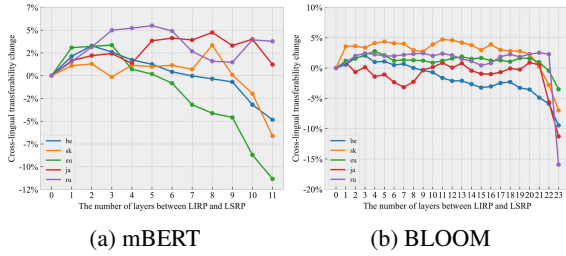 Cross-lingual transferability change
7%
5%
2%
0%
-2%
-5%
-7%
-10%
-12%
be
sk
eu
ja
ru
0 1 2 3 4 5 6 7 8 9 10 11
The number of layers between LIRP and LSRP
(a) mBERT
Cross-lingual transferability change
10%
5%
0%
-5%
-10%
-15%
-20%
be
sk
eu
ja
ru
0 1 2 3 4 5 6 7 8 9 10 11 12 13 14 15 16 17 18 19 20 21 22 23
The number of layers between LIRP and LSRP
(b) BLOOM